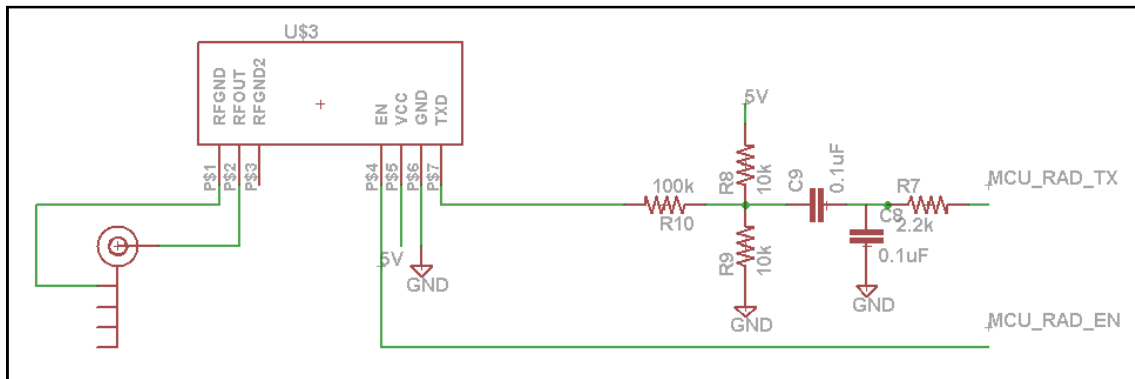 U$3
RFGND
RFOUT
RFGND2
EN
VCC
GND
TXD
P$1
P$2
P$3
P$4
P$5
P$6
P$7
5V
GND
100k
R10
5V
R8
10k
R9
10k
GND
C9
0.1uF
C8
0.1uF
GND
R7
2.2k
MCU_RAD_TX
MCU_RAD_EN